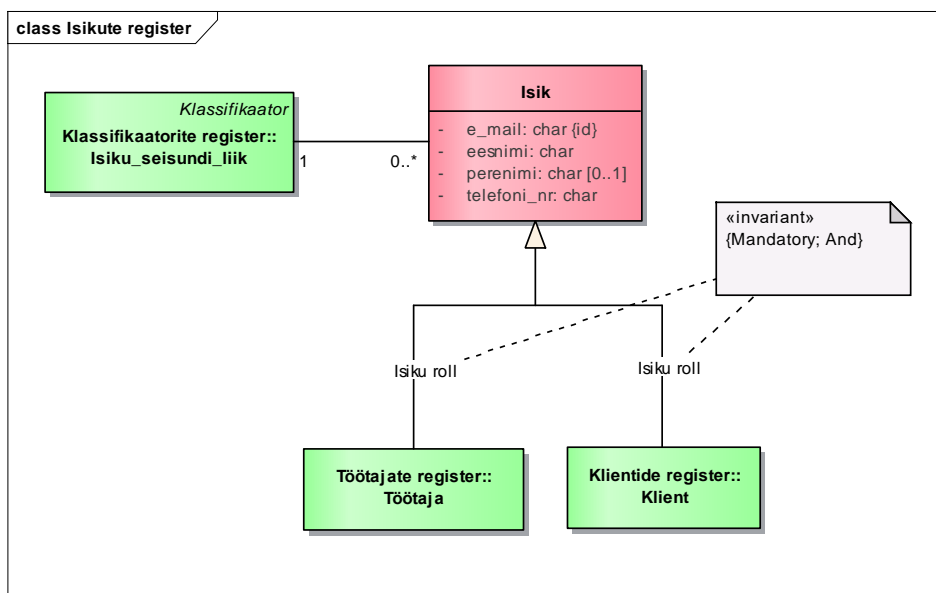 class Isikute register
Klassifikaator
Klassifikaatorite register::
Isiku_seisundi_liik
1
0..*
Isik
- e_mail: char {id}
- eesnimi: char
- perenimi: char [0..1]
- telefoni_nr: char
«invariant»
{Mandatory; And}
Isiku roll
Isiku roll
Töötajate register::
Töötaja
Klientide register::
Klient